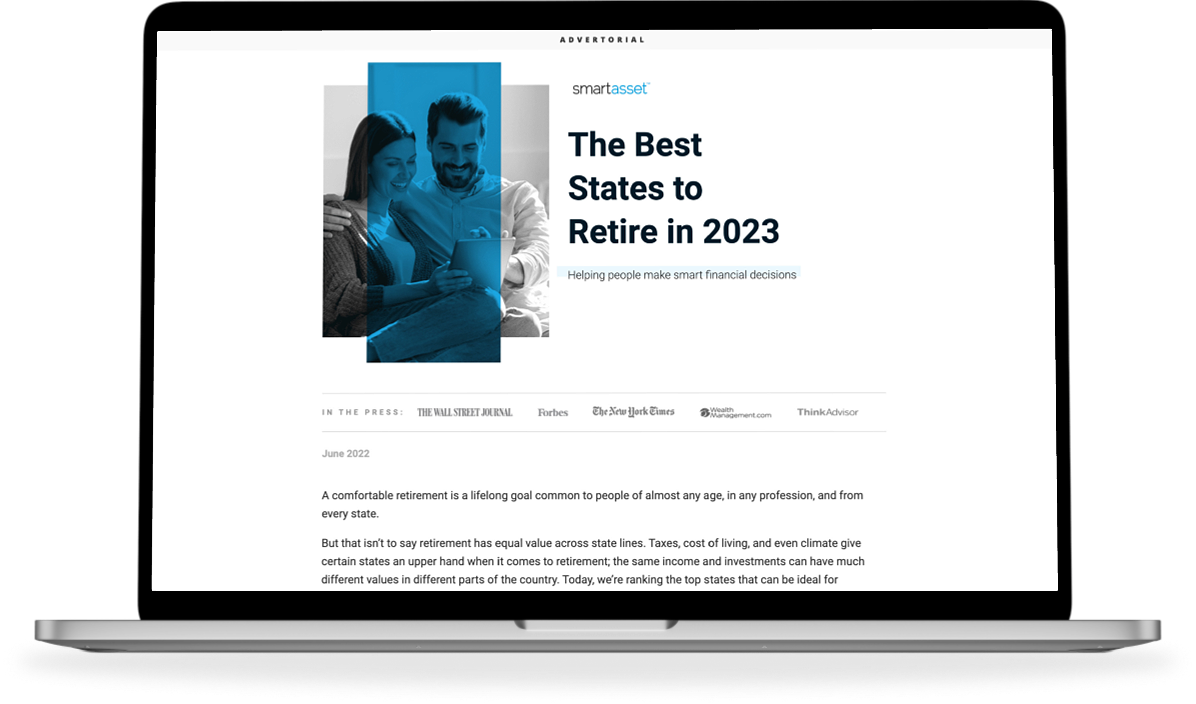 ADVERTORIAL
smartasset™
The Best
States to
Retire in 2023
Helping people make smart financial decisions
IN THE PRESS: THE WALL STREET JOURNAL Forbes The New York Times Wealth Management.com ThinkAdvisor
June 2022
A comfortable retirement is a lifelong goal common to people of almost any age, in any profession, and from
every state.
But that isn’t to say retirement has equal value across state lines. Taxes, cost of living, and even climate give
certain states an upper hand when it comes to retirement; the same income and investments can have much
different values in different parts of the country. Today, we’re ranking the top states that can be ideal for